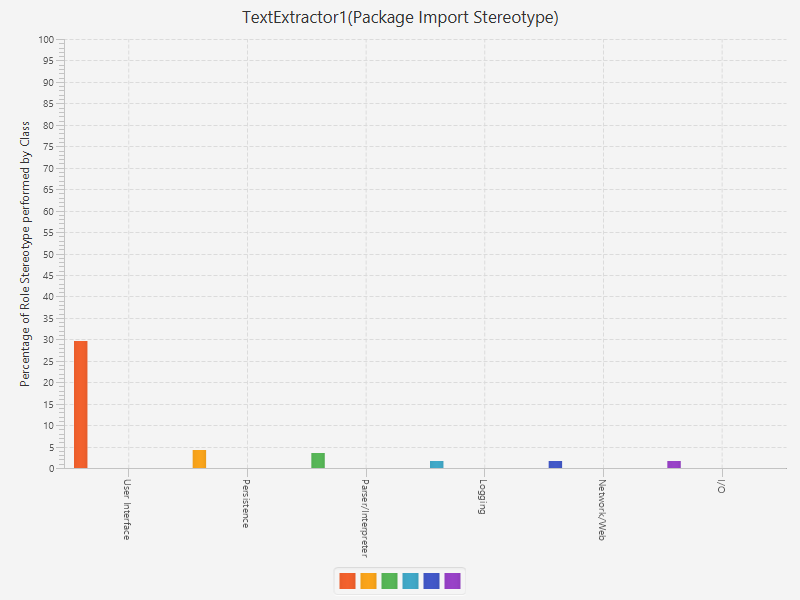 TextExtractor1(Package Import Stereotype)
Percentage of Role Stereotype performed by Class
100
95
90
85
80
75
70
65
60
55
50
45
40
35
30
25
20
15
10
5
0
User Interface
Persistence
Parser/Interpreter
Logging
Network/Web
I/O